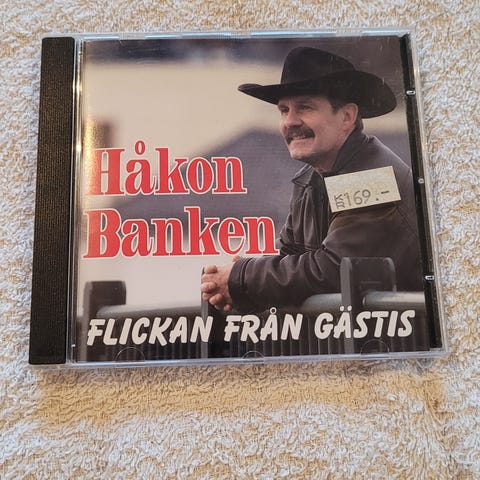 Håkon
Banken
169.-
FLICKAN FRÅN GÄSTIS